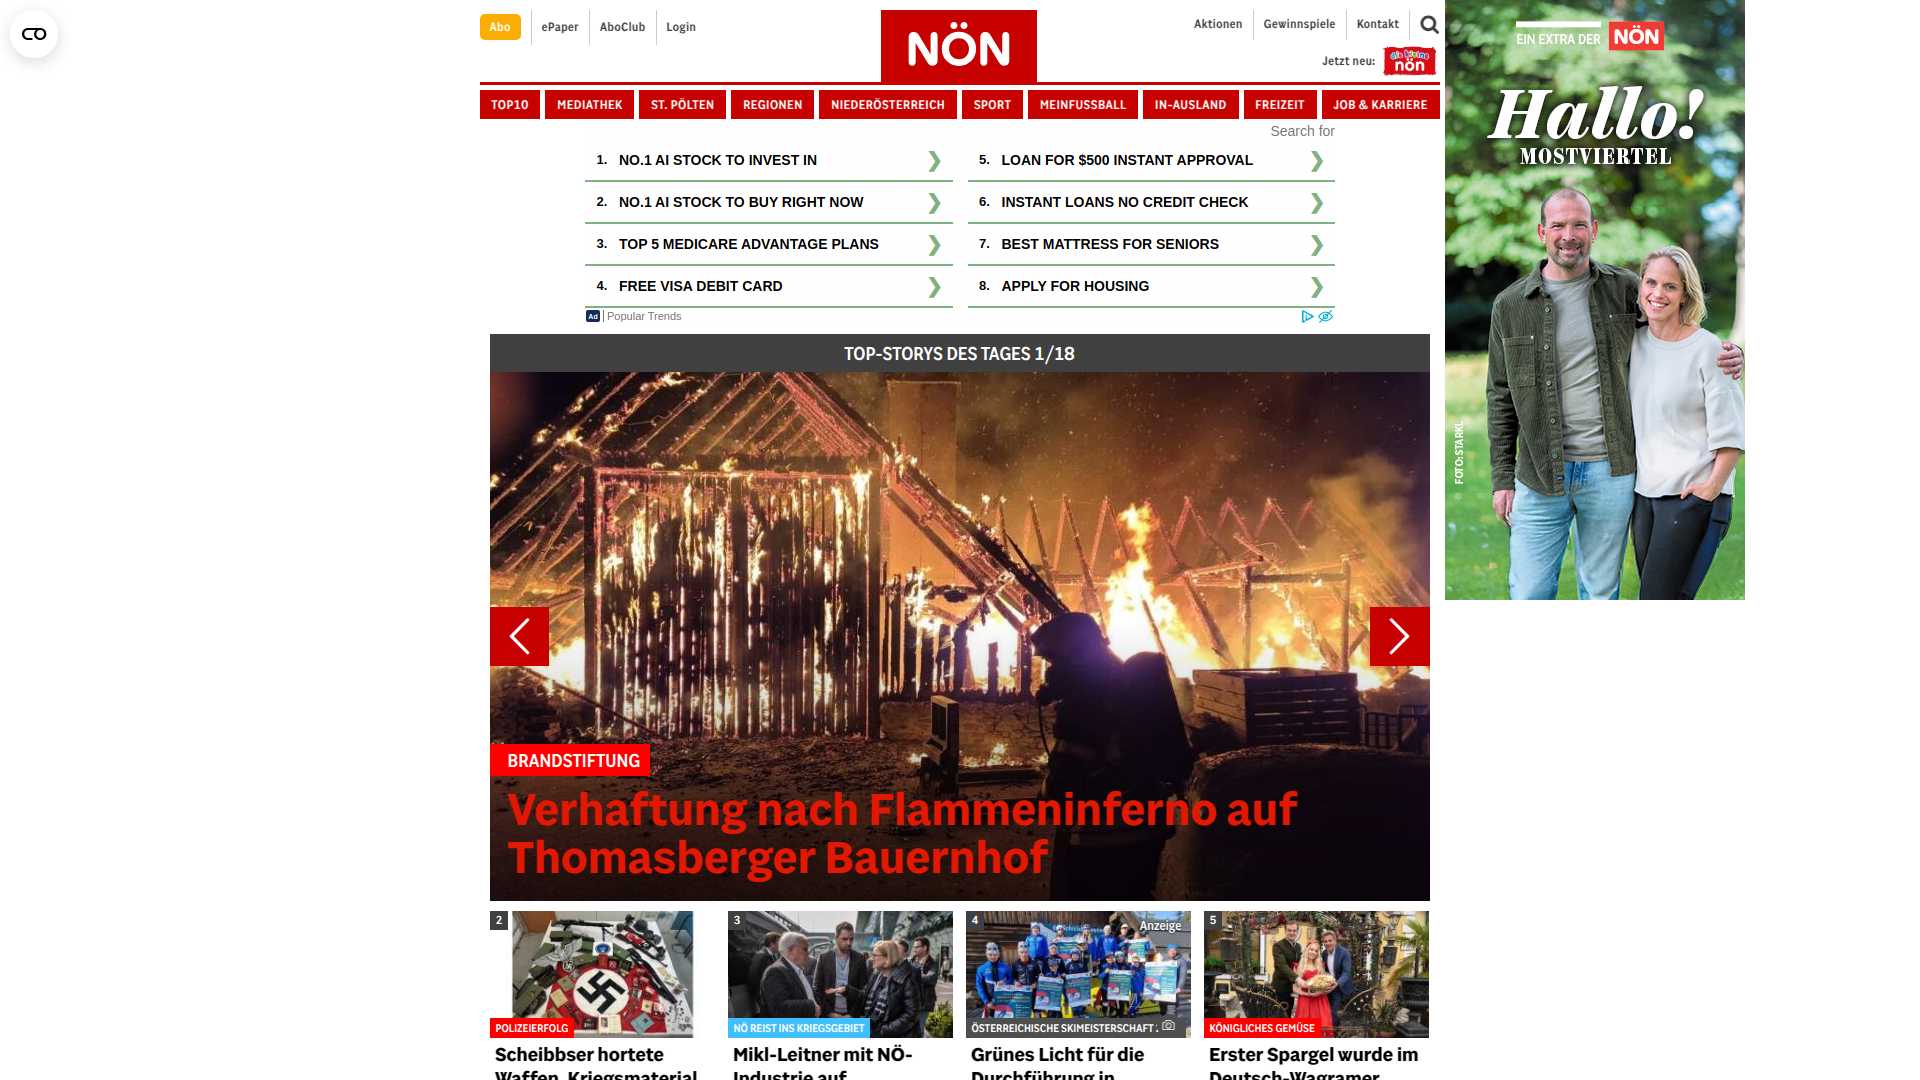 Abo
ePaper
AboClub
Login
NÖN
Aktionen
Gewinnspiele
Kontakt
Jetzt neu:
die kleine
nön
TOP10
MEDIATHEK
ST. PÖLTEN
REGIONEN
NIEDERÖSTERREICH
SPORT
MEINFUSSBALL
IN-AUSLAND
FREIZEIT
JOB & KARRIERE
Search for
1. NO.1 AI STOCK TO INVEST IN
2. NO.1 AI STOCK TO BUY RIGHT NOW
3. TOP 5 MEDICARE ADVANTAGE PLANS
4. FREE VISA DEBIT CARD
5. LOAN FOR $500 INSTANT APPROVAL
6. INSTANT LOANS NO CREDIT CHECK
7. BEST MATTRESS FOR SENIORS
8. APPLY FOR HOUSING
Ad
Popular Trends
EIN EXTRA DER NÖN
Hallo!
MOSTVIERTEL
FOTO: STARKL
TOP-STORYS DES TAGES 1/18
BRANDSTIFTUNG
Verhaftung nach Flammeninferno auf
Thomasberger Bauernhof
2
POLIZEIERFOLG
Scheibbser hortete
Waffen, Kriegsmaterial
3
NÖ REIST INS KRIEGSGEBIET
Mikl-Leitner mit NÖ-
Industrie auf
4
Anzeige
ÖSTERREICHISCHE SKIMEISTERSCHAFT .
Grünes Licht für die
Durchführung in
5
KÖNIGLICHES GEMÜSE
Erster Spargel wurde im
Deutsch-Wagramer